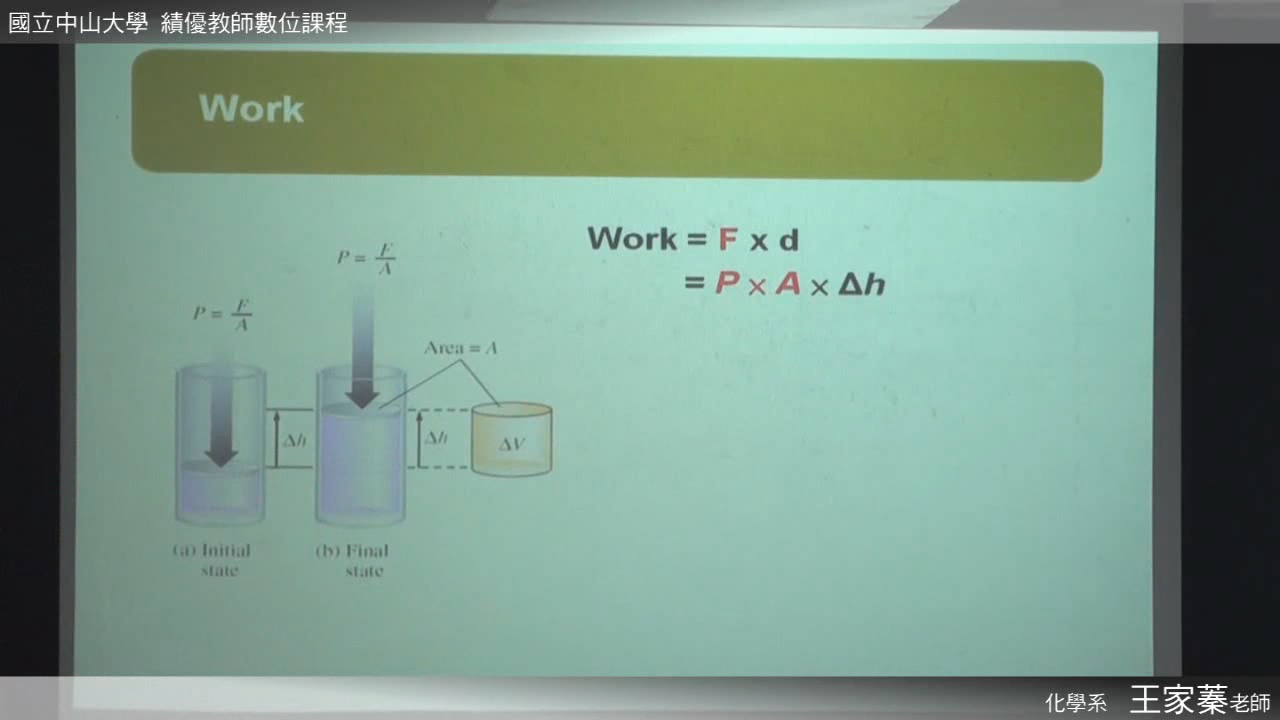 國立中山大學 績優教師數位課程
Work
Work = F x d
= P × A × Δh
P = F/A
P = F/A
Area = A
Δh
Δh
ΔV
(a) Initial
state
(b) Final
state
化學系 王家蓁老師